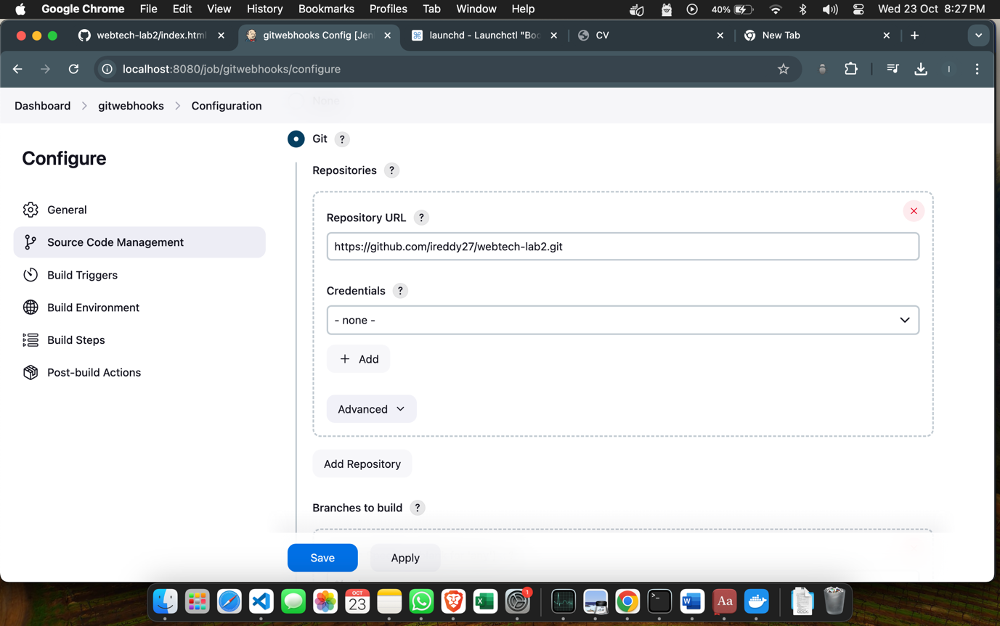 Google Chrome File Edit View History Bookmarks Profiles Tab Window Help 40% Wed 23 Oct 8:27 PM
webtech-lab2/index.html gitwebhooks Config [Jen launchd - Launchctl "Boo CV New Tab
localhost:8080/job/gitwebhooks/configure I
Dashboard gitwebhooks Configuration
None
Configure
General
Source Code Management
Build Triggers
Build Environment
Build Steps
Post-build Actions
Git ?
Repositories ?
Repository URL ?
https://github.com/ireddy27/webtech-lab2.git
Credentials ?
- none -
+ Add
Advanced
Add Repository
Branches to build ?
Save Apply
OCT
23
1
Aa
DOCX